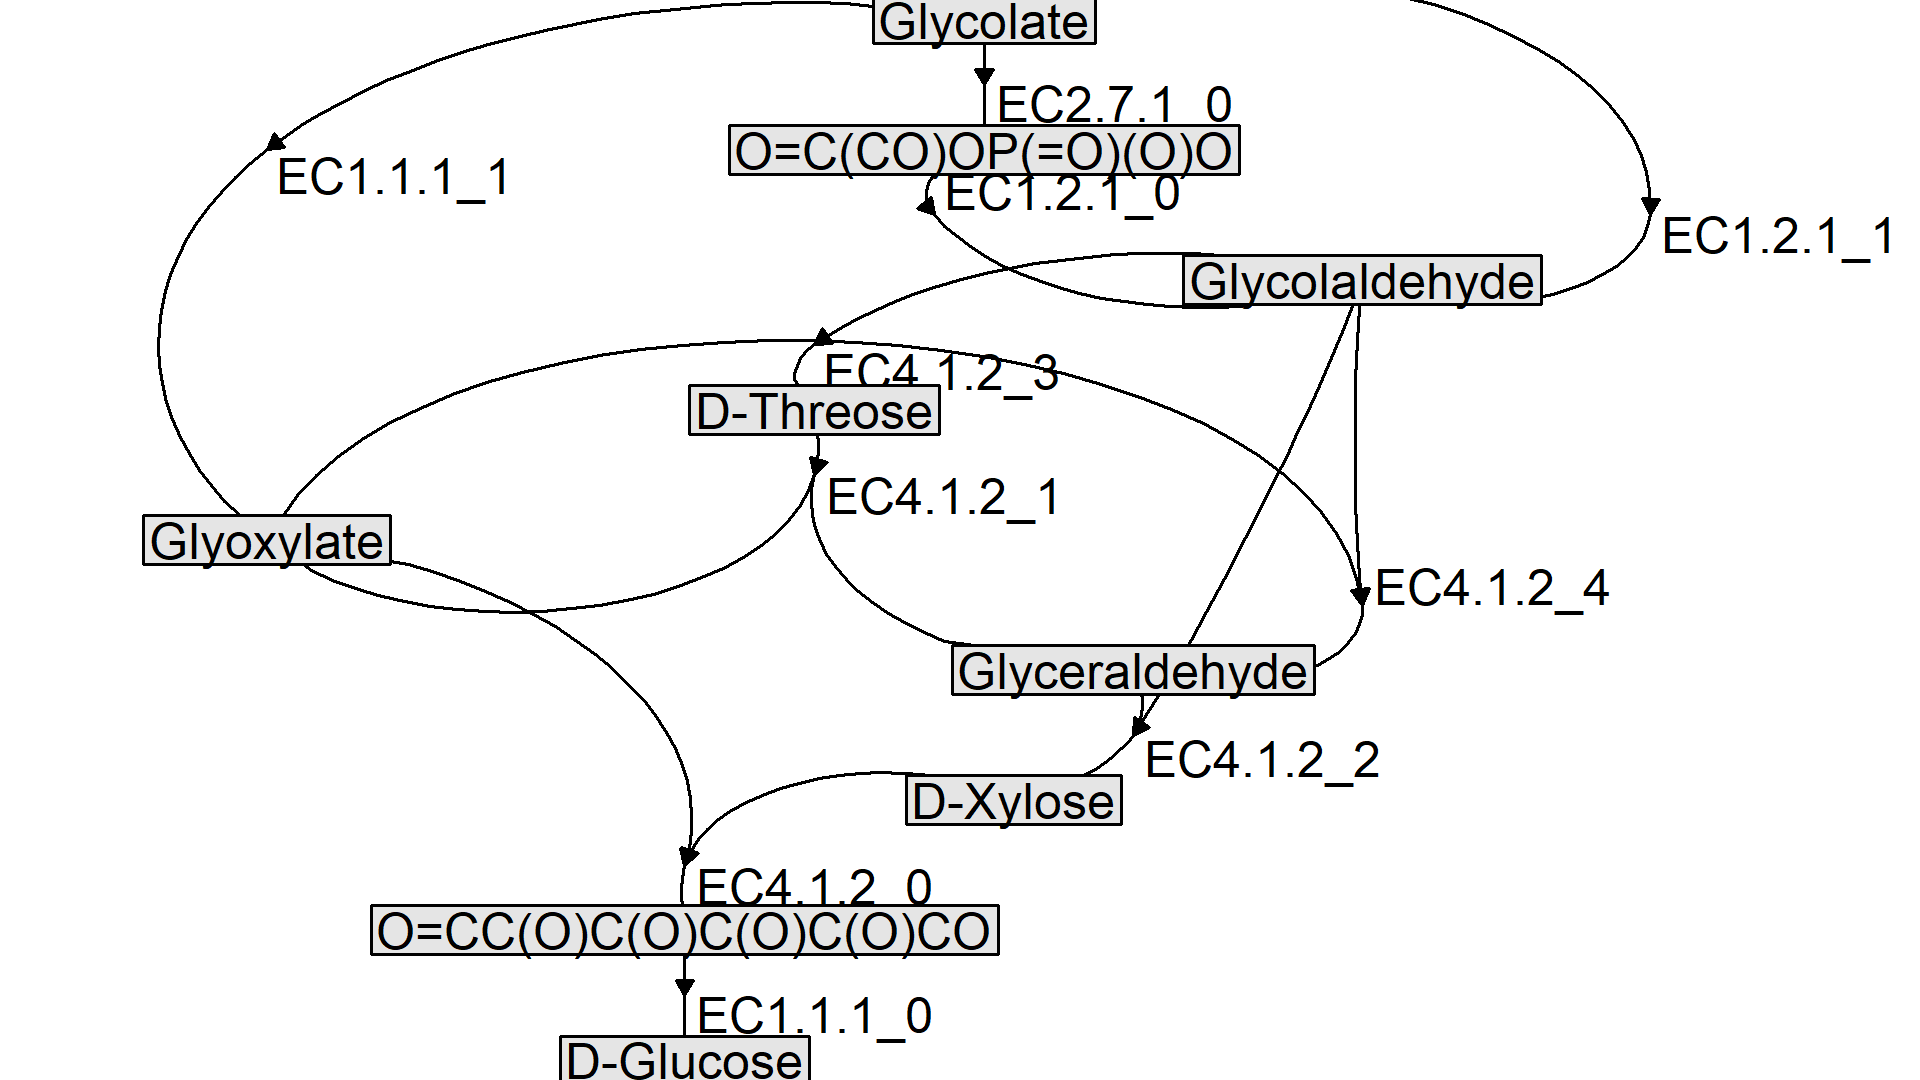 Glycolate
EC2.7.1_0
O=C(CO)OP(=O)(O)O
EC1.1.1_1
EC1.2.1_0
EC1.2.1_1
Glycolaldehyde
EC4.1.2_3
D-Threose
EC4.1.2_1
Glyoxylate
EC4.1.2_4
Glyceraldehyde
EC4.1.2_2
D-Xylose
EC4.1.2_0
O=CC(O)C(O)C(O)C(O)CO
EC1.1.1_0
D-Glucose